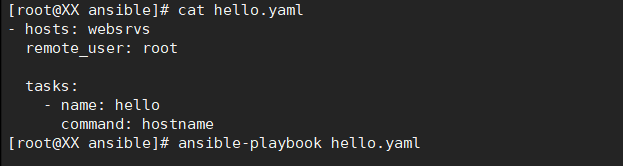 [root@XX ansible]# cat hello.yaml
- hosts: websrvs
  remote_user: root

  tasks:
    - name: hello
      command: hostname
[root@XX ansible]# ansible-playbook hello.yaml